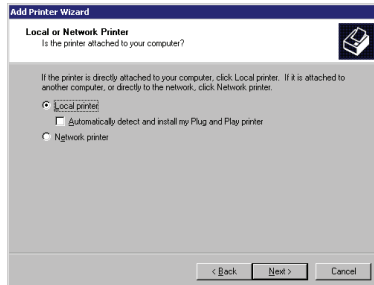 Add Printer Wizard
Local or Network Printer
Is the printer attached to your computer?
If the printer is directly attached to your computer, click Local printer. If it is attached to
another computer, or directly to the network, click Network printer.
Local printer
Automatically detect and install my Plug and Play printer
Network printer
< Back
Next >
Cancel